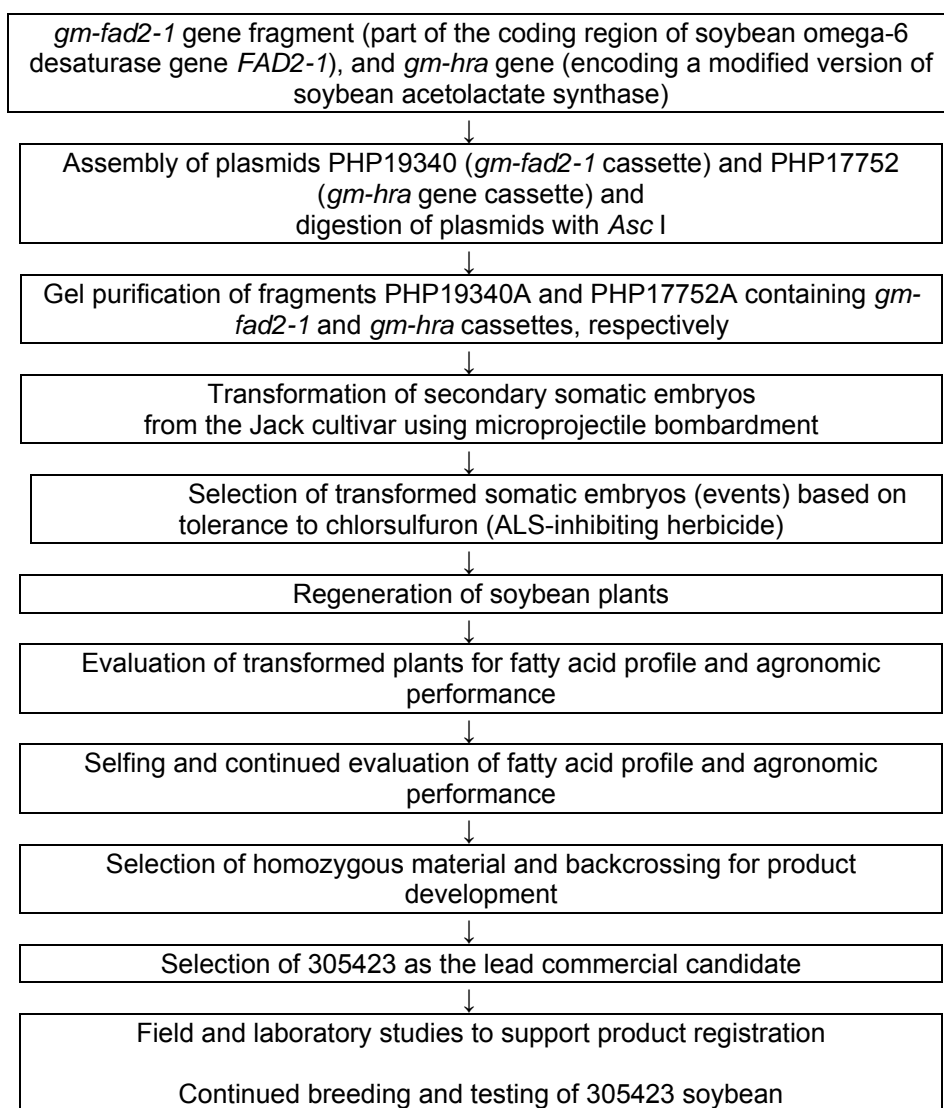 gm-fad2-1 gene fragment (part of the coding region of soybean omega-6
desaturase gene FAD2-1), and gm-hra gene (encoding a modified version of
soybean acetolactate synthase)
↓
Assembly of plasmids PHP19340 (gm-fad2-1 cassette) and PHP17752
(gm-hra gene cassette) and
digestion of plasmids with Asc I
↓
Gel purification of fragments PHP19340A and PHP17752A containing gm-
fad2-1 and gm-hra cassettes, respectively
↓
Transformation of secondary somatic embryos
from the Jack cultivar using microprojectile bombardment
↓
Selection of transformed somatic embryos (events) based on
tolerance to chlorsulfuron (ALS-inhibiting herbicide)
↓
Regeneration of soybean plants
↓
Evaluation of transformed plants for fatty acid profile and agronomic
performance
↓
Selfing and continued evaluation of fatty acid profile and agronomic
performance
↓
Selection of homozygous material and backcrossing for product
development
↓
Selection of 305423 as the lead commercial candidate
↓
Field and laboratory studies to support product registration
Continued breeding and testing of 305423 soybean